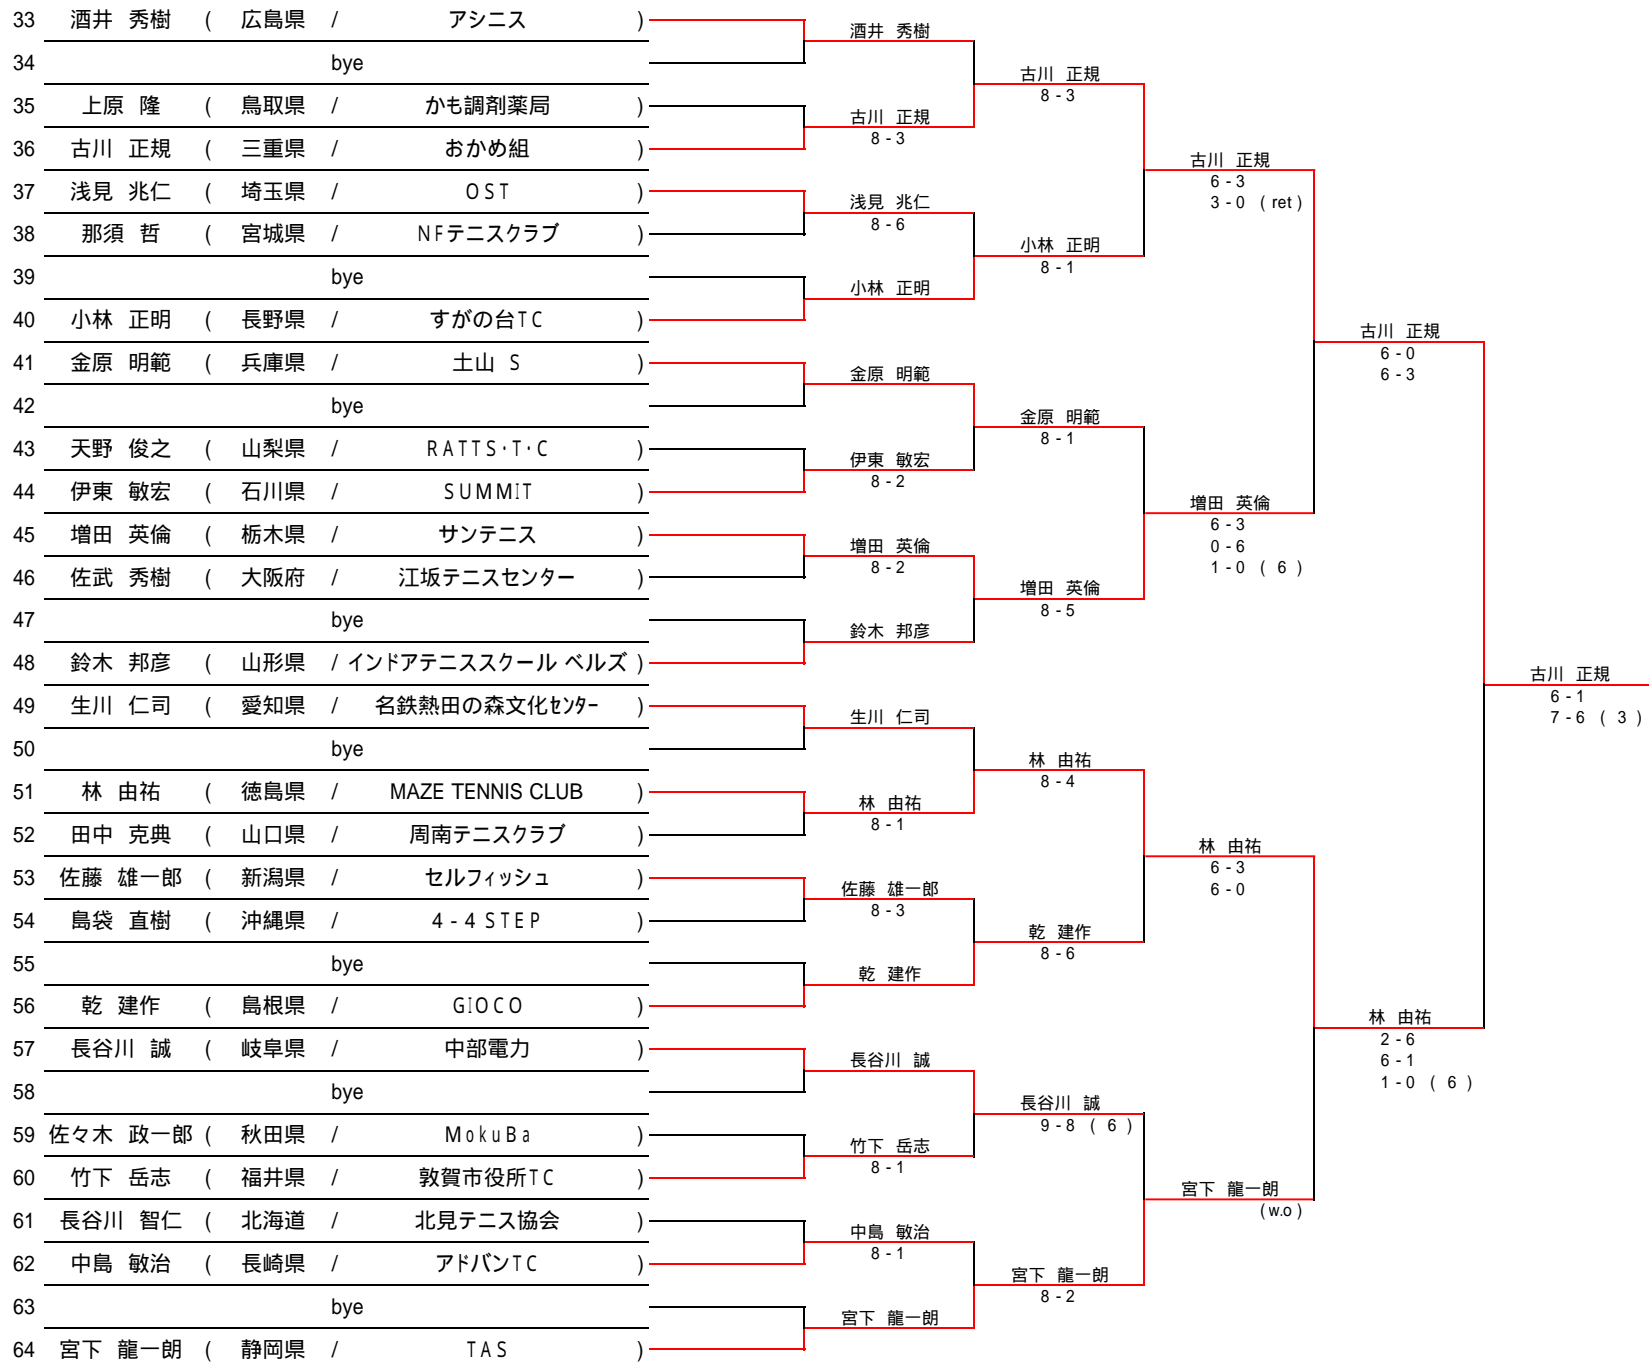 33 酒井 秀樹 ( 広島県 / アシニス )
34 bye
35 上原 隆 ( 鳥取県 / かも調剤薬局 )
36 古川 正規 ( 三重県 / おかめ組 )
37 浅見 兆仁 ( 埼玉県 / OST )
38 那須 哲 ( 宮城県 / NFテニスクラブ )
39 bye
40 小林 正明 ( 長野県 / すがの台TC )
41 金原 明範 ( 兵庫県 / 土山 S )
42 bye
43 天野 俊之 ( 山梨県 / RATTS・T・C )
44 伊東 敏宏 ( 石川県 / SUMMIT )
45 増田 英倫 ( 栃木県 / サンテニス )
46 佐武 秀樹 ( 大阪府 / 江坂テニスセンター )
47 bye
48 鈴木 邦彦 ( 山形県 / インドアテニススクール ベルズ )
49 生川 仁司 ( 愛知県 / 名鉄熱田の森文化ｾﾝﾀｰ )
50 bye
51 林 由祐 ( 徳島県 / MAZE TENNIS CLUB )
52 田中 克典 ( 山口県 / 周南テニスクラブ )
53 佐藤 雄一郎 ( 新潟県 / セルフィッシュ )
54 島袋 直樹 ( 沖縄県 / 4-4 STEP )
55 bye
56 乾 建作 ( 島根県 / GIOCO )
57 長谷川 誠 ( 岐阜県 / 中部電力 )
58 bye
59 佐々木 政一郎 ( 秋田県 / MokuBa )
60 竹下 岳志 ( 福井県 / 敦賀市役所TC )
61 長谷川 智仁 ( 北海道 / 北見テニス協会 )
62 中島 敏治 ( 長崎県 / アドバンTC )
63 bye
64 宮下 龍一朗 ( 静岡県 / TAS )
酒井 秀樹
古川 正規
8-3
浅見 兆仁
8-6
小林 正明
金原 明範
伊東 敏宏
8-2
増田 英倫
8-2
鈴木 邦彦
生川 仁司
林 由祐
8-1
佐藤 雄一郎
8-3
乾 建作
長谷川 誠
竹下 岳志
8-1
中島 敏治
8-1
宮下 龍一朗
古川 正規
8-3
小林 正明
8-1
金原 明範
8-1
増田 英倫
8-5
林 由祐
8-4
乾 建作
8-6
長谷川 誠
9-8 ( 6 )
宮下 龍一朗
8-2
古川 正規
6-3
3-0 ( ret )
増田 英倫
6-3
0-6
1-0 ( 6 )
林 由祐
6-3
6-0
宮下 龍一朗
(w.o )
古川 正規
6-0
6-3
林 由祐
2-6
6-1
1-0 ( 6 )
古川 正規
6-1
7-6 ( 3 )